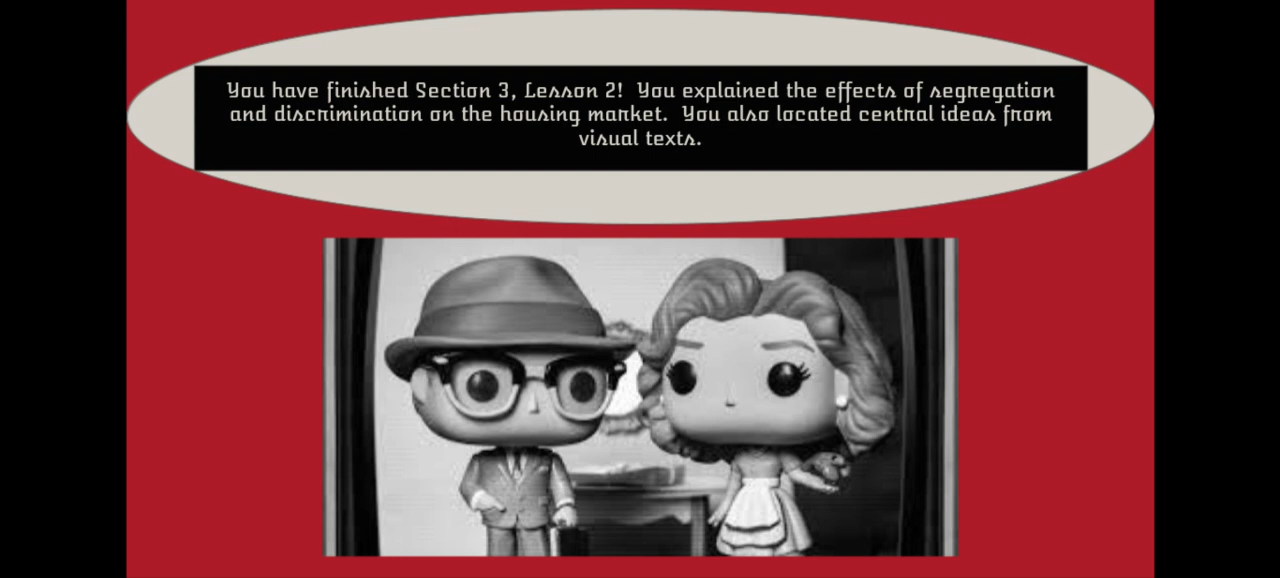 You have finished Section 3, Lesson 2!  You explained the effects of segregation
and discrimination on the housing market.  You also located central ideas from
visual texts.